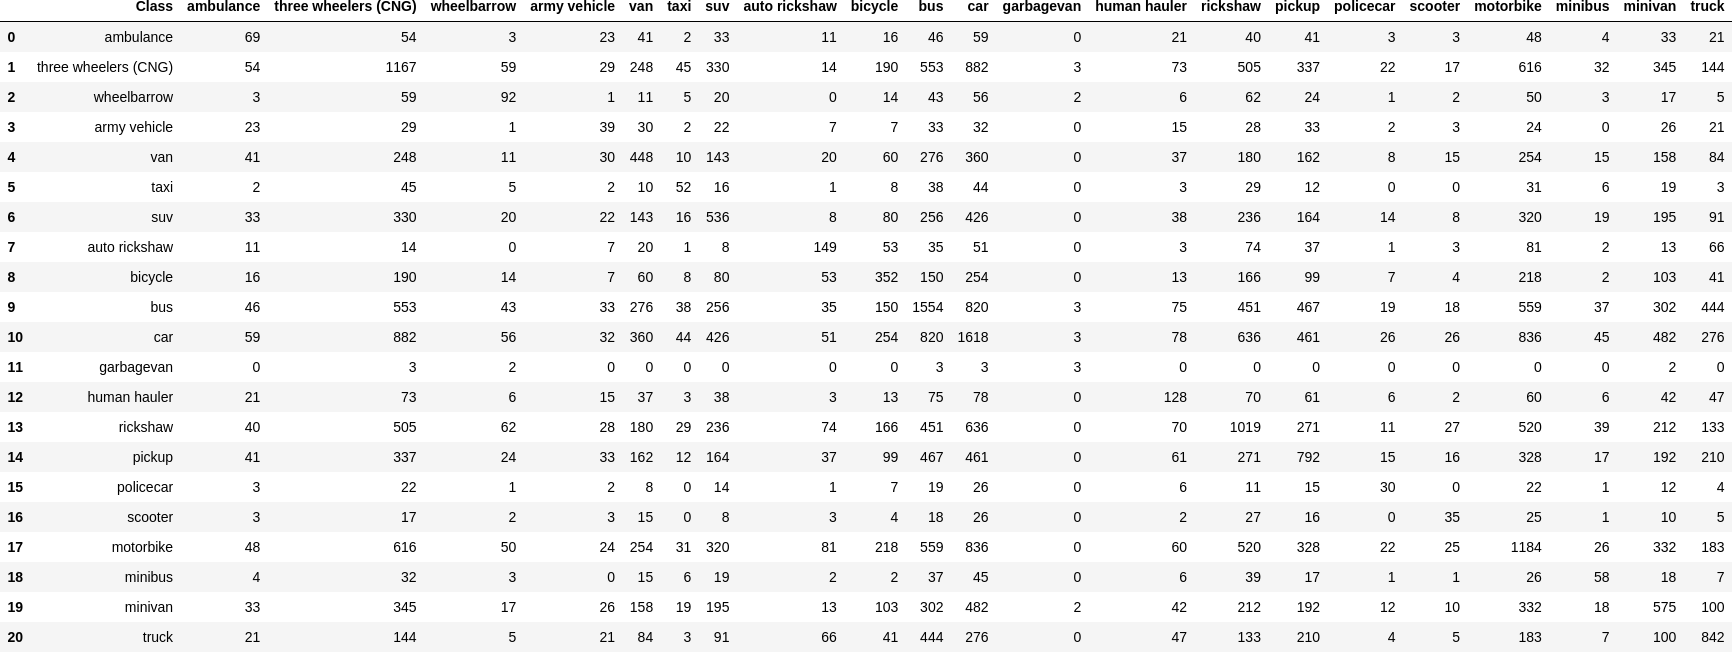 Class ambulance three wheelers (CNG) wheelbarrow army vehicle van taxi suv auto rickshaw bicycle bus car garbagevan human hauler rickshaw pickup policecar scooter motorbike minibus minivan truck
0 ambulance 69 54 3 23 41 2 33 11 16 46 59 0 21 40 41 3 3 48 4 33 21
1 three wheelers (CNG) 54 1167 59 29 248 45 330 14 190 553 882 3 73 505 337 22 17 616 32 345 144
2 wheelbarrow 3 59 92 1 11 5 20 0 14 43 56 2 6 62 24 1 2 50 3 17 5
3 army vehicle 23 29 1 39 30 2 22 7 7 33 32 0 15 28 33 2 3 24 0 26 21
4 van 41 248 11 30 448 10 143 20 60 276 360 0 37 180 162 8 15 254 15 158 84
5 taxi 2 45 5 2 10 52 16 1 8 38 44 0 3 29 12 0 0 31 6 19 3
6 suv 33 330 20 22 143 16 536 8 80 256 426 0 38 236 164 14 8 320 19 195 91
7 auto rickshaw 11 14 0 7 20 1 8 149 53 35 51 0 3 74 37 1 3 81 2 13 66
8 bicycle 16 190 14 7 60 8 80 53 352 150 254 0 13 166 99 7 4 218 2 103 41
9 bus 46 553 43 33 276 38 256 35 150 1554 820 3 75 451 467 19 18 559 37 302 444
10 car 59 882 56 32 360 44 426 51 254 820 1618 3 78 636 461 26 26 836 45 482 276
11 garbagevan 0 3 2 0 0 0 0 0 0 3 3 3 0 0 0 0 0 0 0 2 0
12 human hauler 21 73 6 15 37 3 38 3 13 75 78 0 128 70 61 6 2 60 6 42 47
13 rickshaw 40 505 62 28 180 29 236 74 166 451 636 0 70 1019 271 11 27 520 39 212 133
14 pickup 41 337 24 33 162 12 164 37 99 467 461 0 61 271 792 15 16 328 17 192 210
15 policecar 3 22 1 2 8 0 14 1 7 19 26 0 6 11 15 30 0 22 1 12 4
16 scooter 3 17 2 3 15 0 8 3 4 18 26 0 2 27 16 0 35 25 1 10 5
17 motorbike 48 616 50 24 254 31 320 81 218 559 836 0 60 520 328 22 25 1184 26 332 183
18 minibus 4 32 3 0 15 6 19 2 2 37 45 0 6 39 17 1 1 26 58 18 7
19 minivan 33 345 17 26 158 19 195 13 103 302 482 2 42 212 192 12 10 332 18 575 100
20 truck 21 144 5 21 84 3 91 66 41 444 276 0 47 133 210 4 5 183 7 100 842